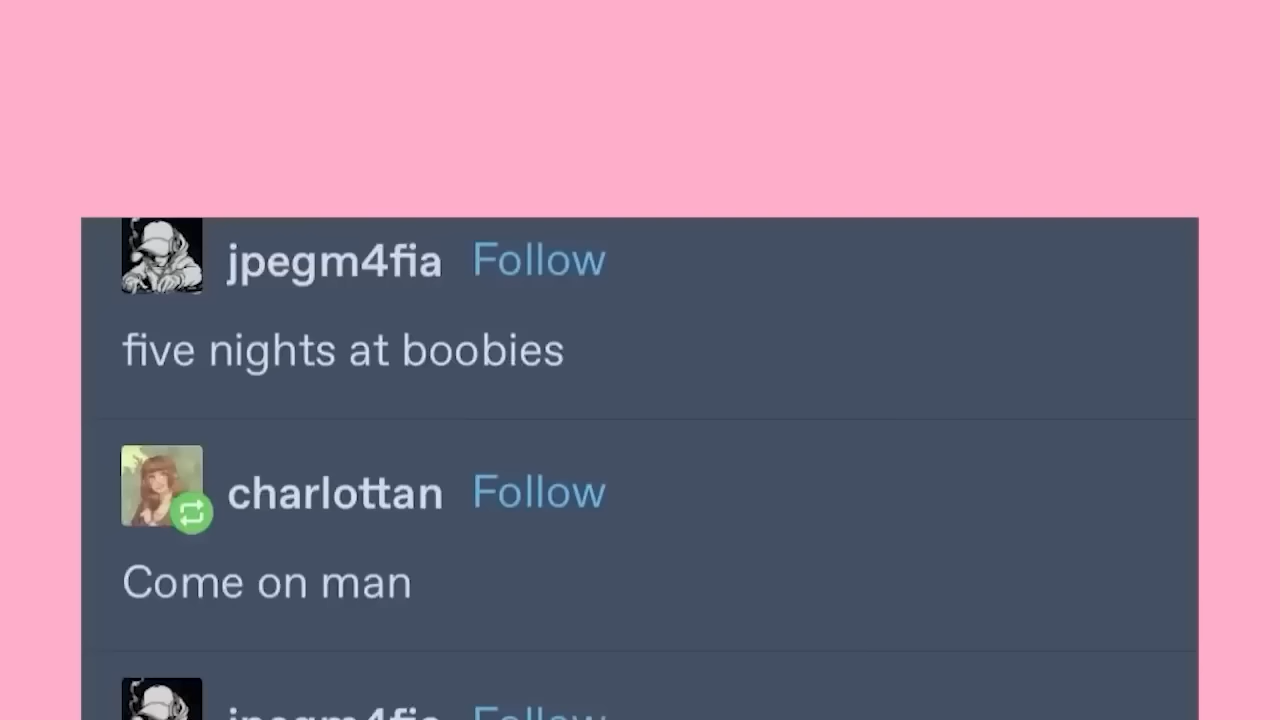 jpegm4fia Follow
five nights at boobies
charlottan Follow
Come on man
jpegm4fia Follow